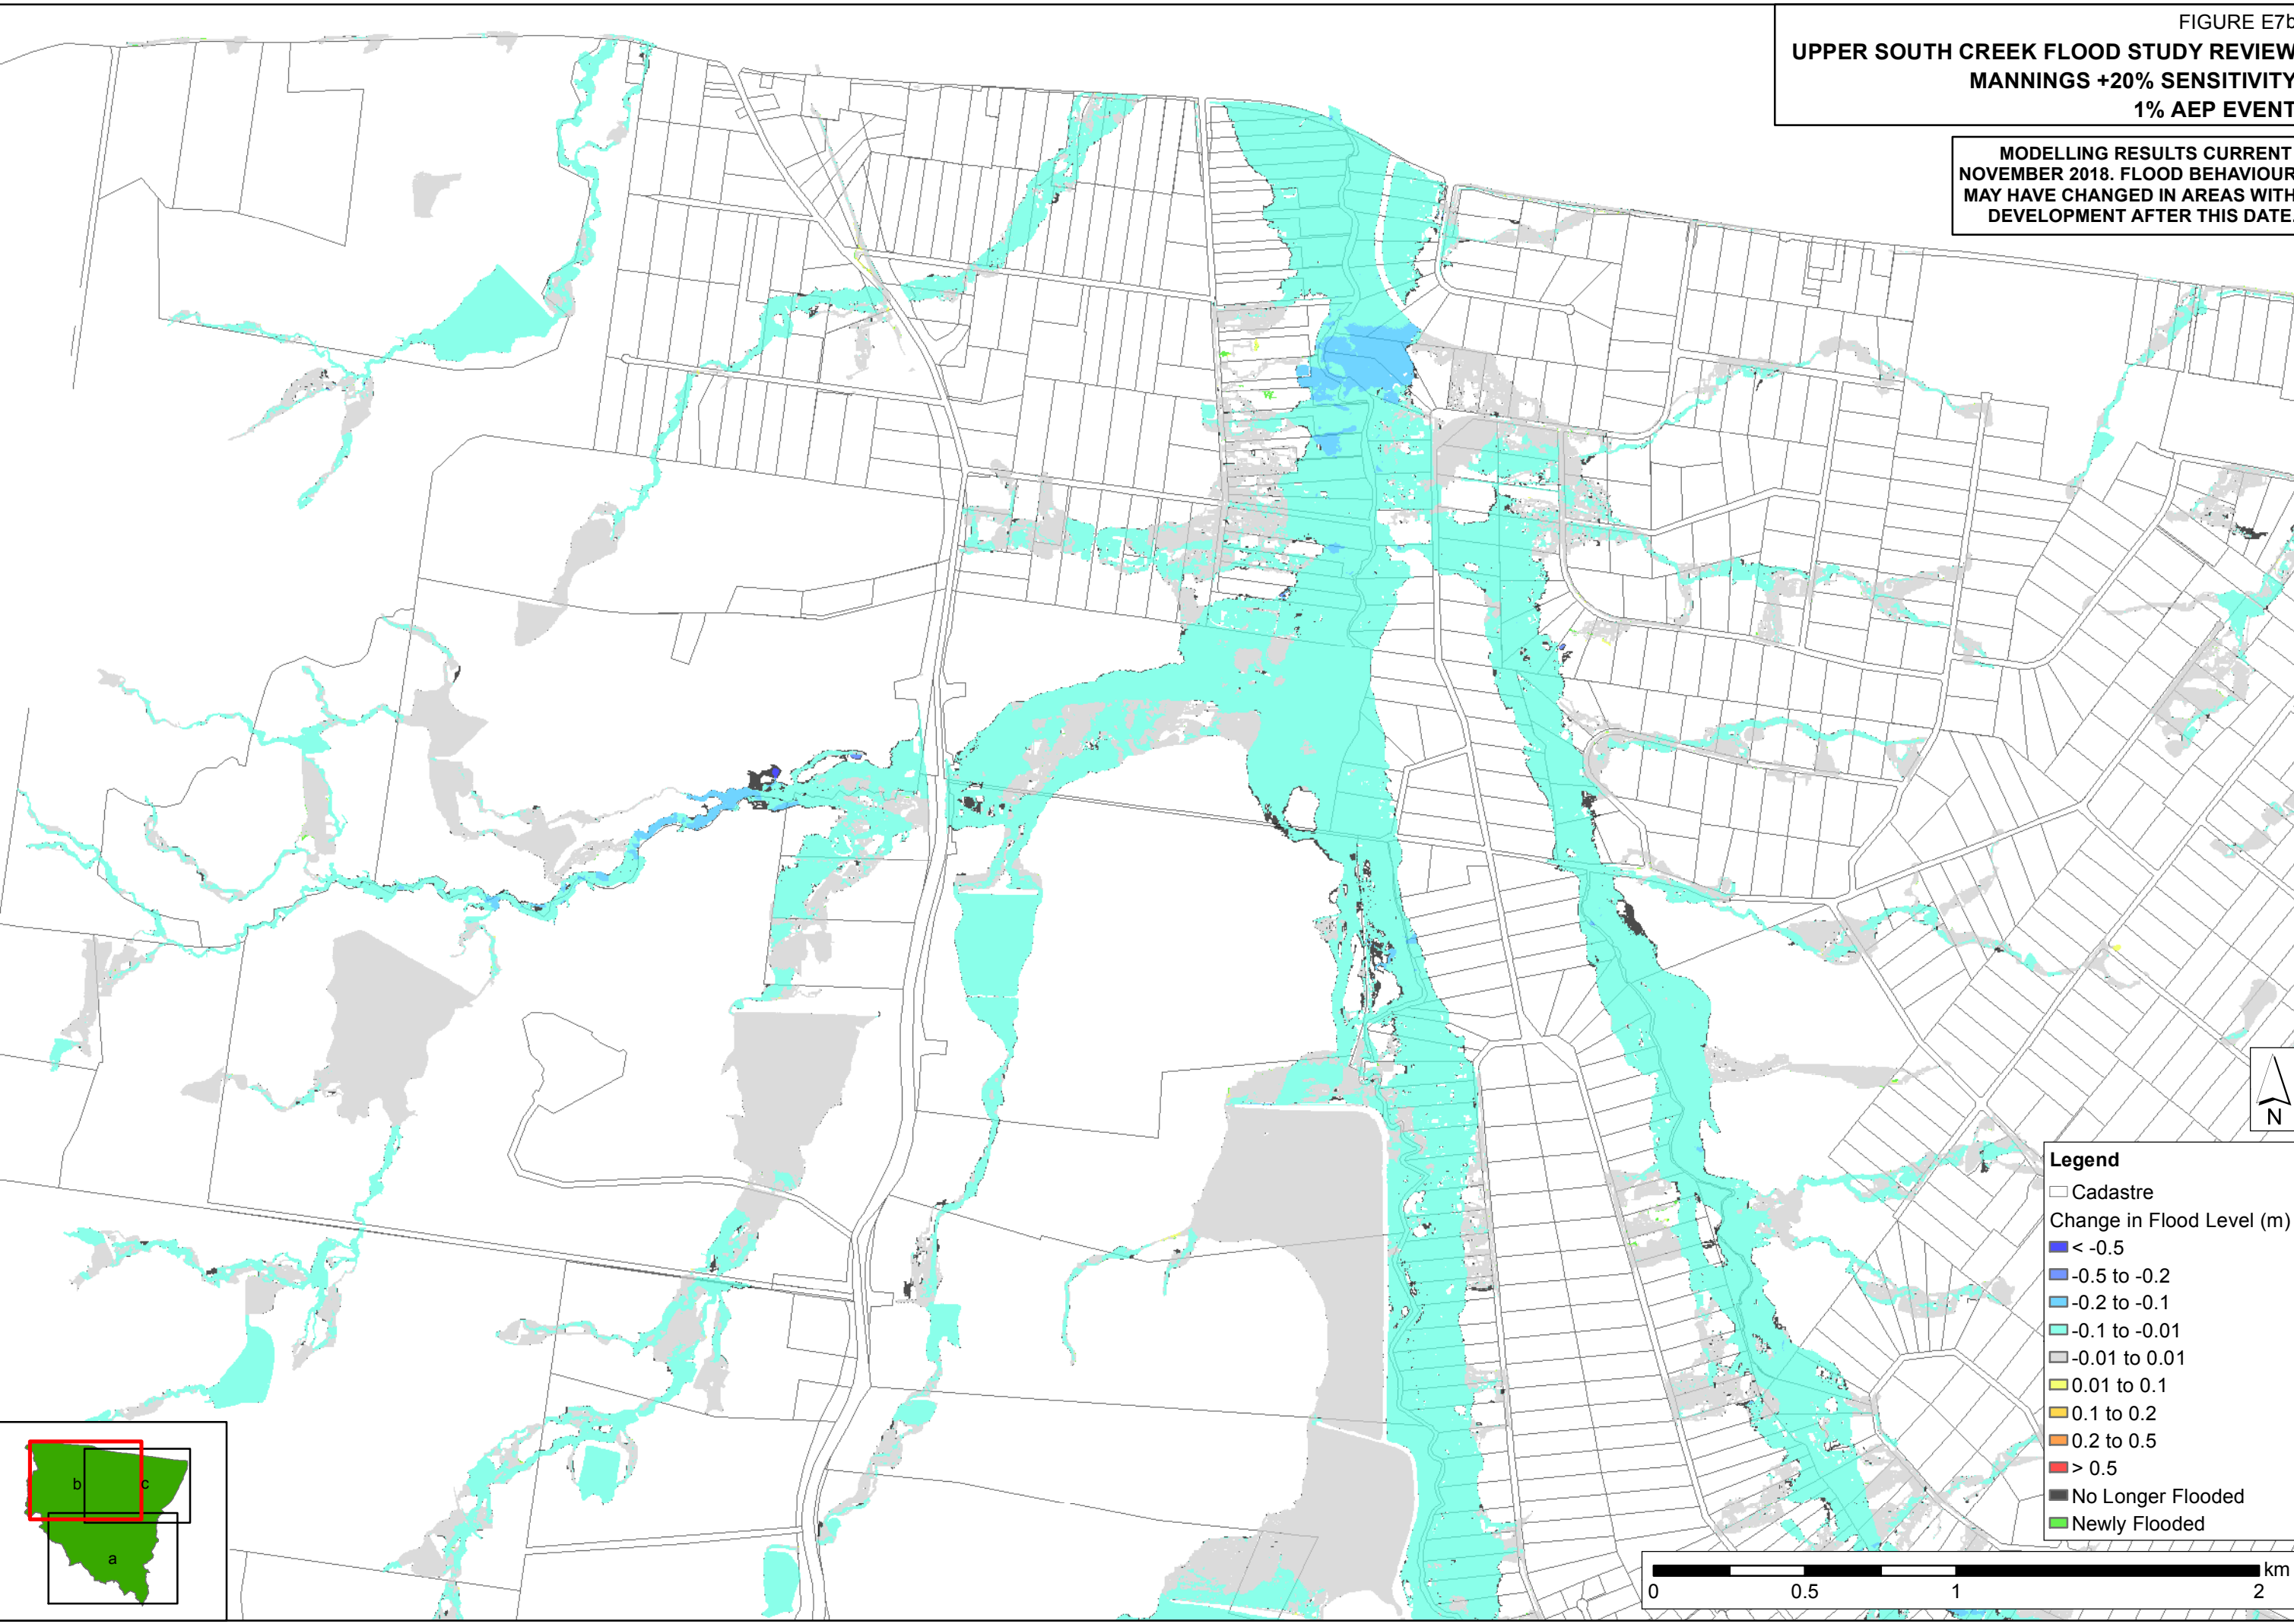 FIGURE E7b
UPPER SOUTH CREEK FLOOD STUDY REVIEW
MANNINGS +20% SENSITIVITY
1% AEP EVENT
MODELLING RESULTS CURRENT
NOVEMBER 2018. FLOOD BEHAVIOUR
MAY HAVE CHANGED IN AREAS WITH
DEVELOPMENT AFTER THIS DATE.
N
Legend
Cadastre
Change in Flood Level (m)
< -0.5
-0.5 to -0.2
-0.2 to -0.1
-0.1 to -0.01
-0.01 to 0.01
0.01 to 0.1
0.1 to 0.2
0.2 to 0.5
> 0.5
No Longer Flooded
Newly Flooded
b
c
a
km
0 0.5 1 2